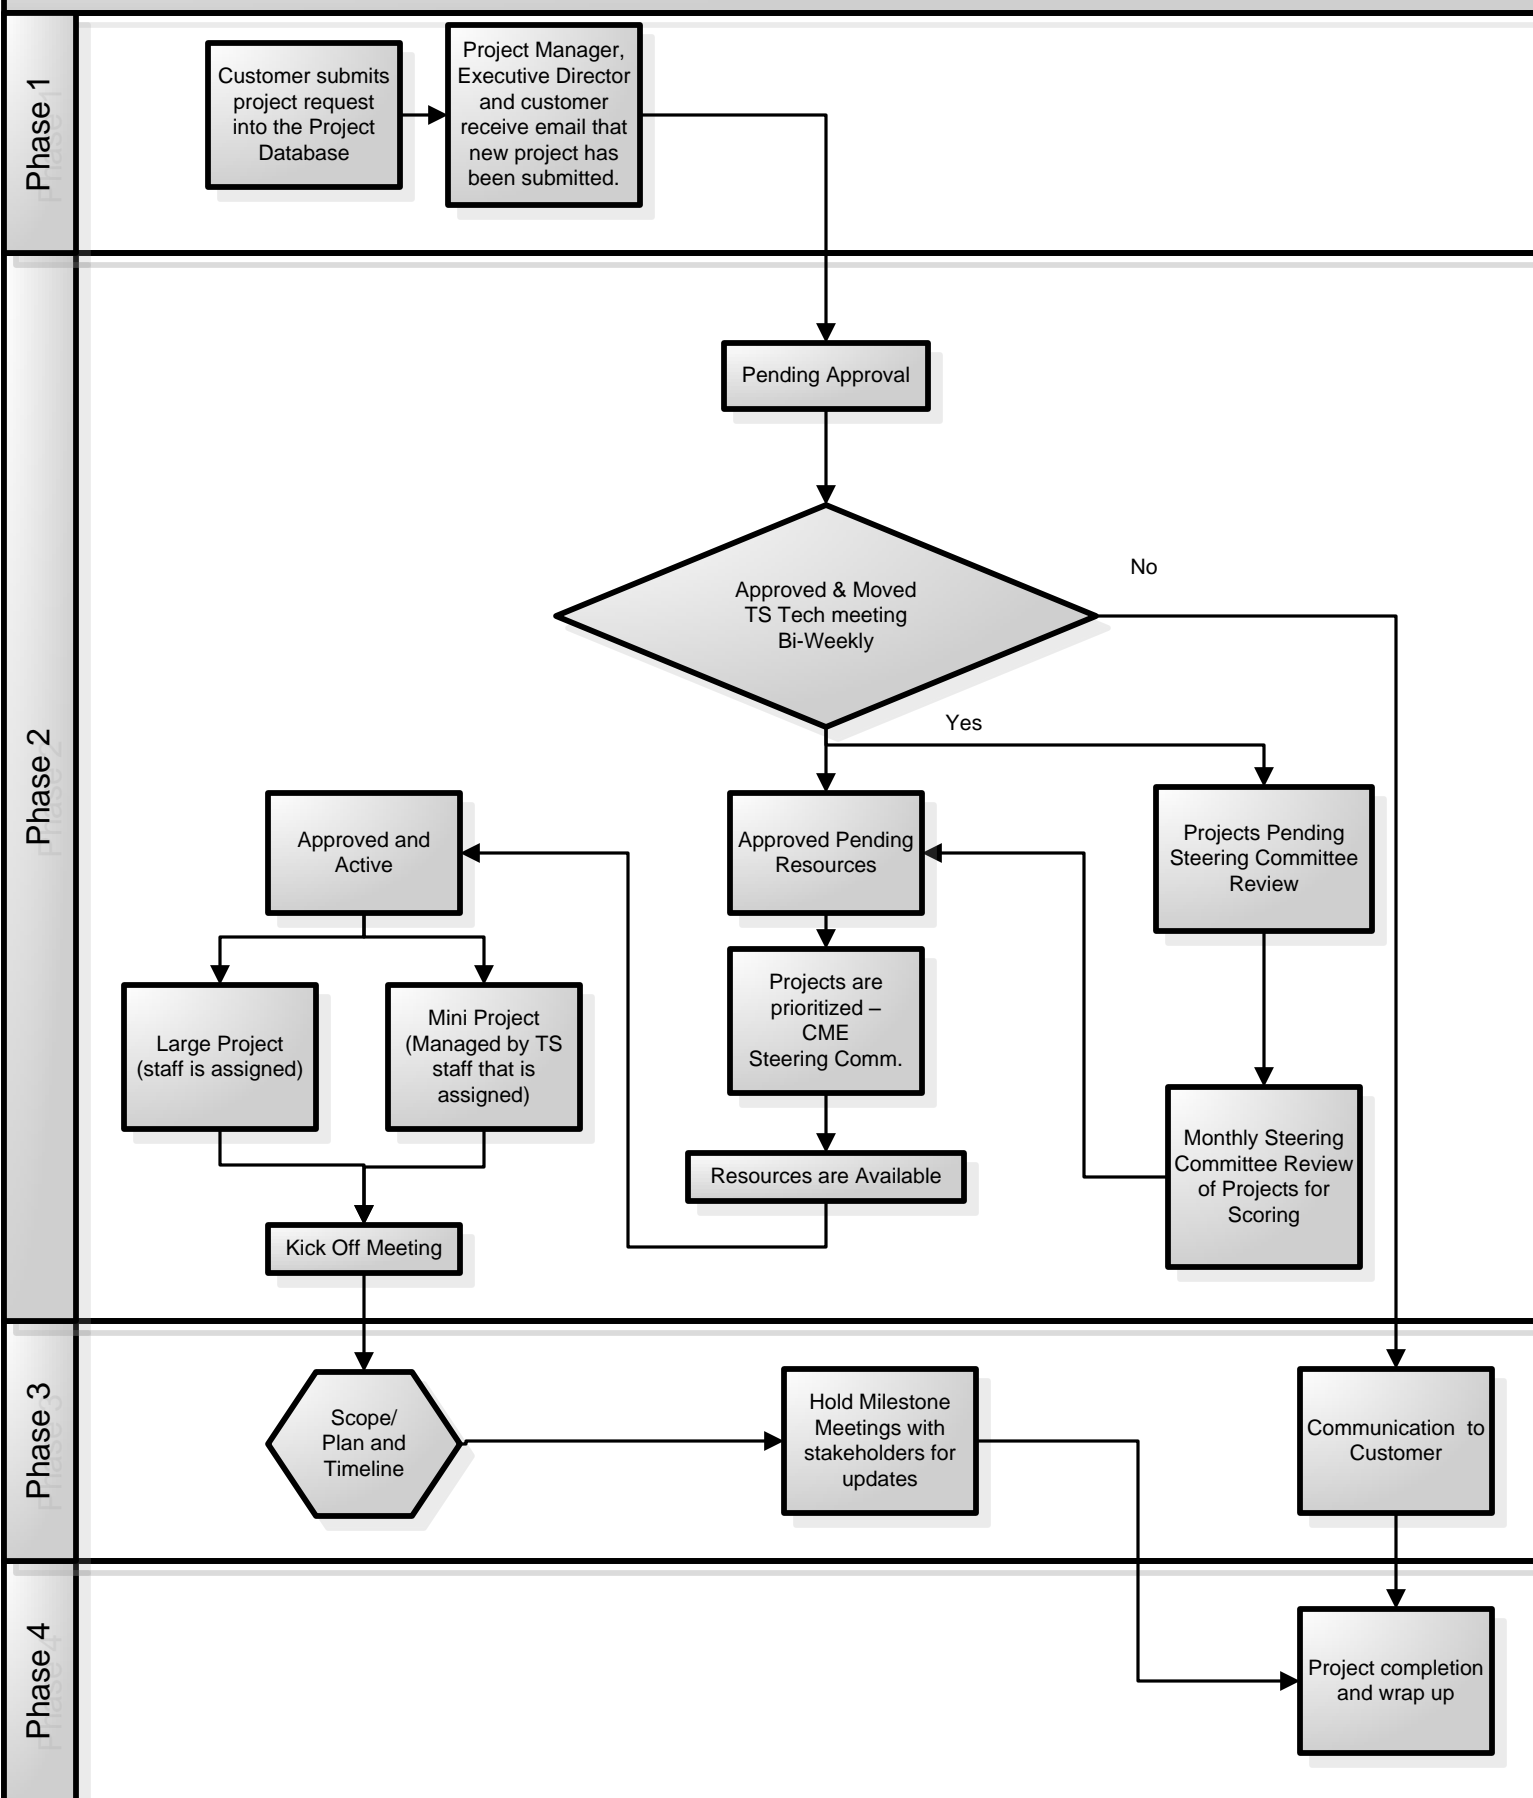 Phase 1
Customer submits
project request
into the Project
Database
Project Manager,
Executive Director
and customer
receive email that
new project has
been submitted.
Phase 2
Pending Approval
Approved & Moved
TS Tech meeting
Bi-Weekly
No
Yes
Approved and
Active
Approved Pending
Resources
Projects Pending
Steering Committee
Review
Large Project
(staff is assigned)
Mini Project
(Managed by TS
staff that is
assigned)
Projects are
prioritized –
CME
Steering Comm.
Resources are Available
Monthly Steering
Committee Review
of Projects for
Scoring
Kick Off Meeting
Phase 3
Scope/
Plan and
Timeline
Hold Milestone
Meetings with
stakeholders for
updates
Communication to
Customer
Phase 4
Project completion
and wrap up